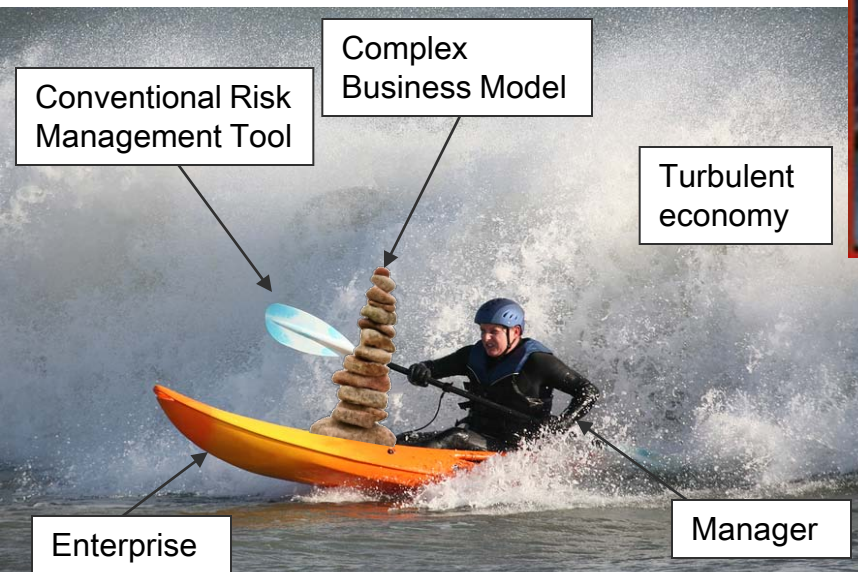 Complex
Business Model
Conventional Risk
Management Tool
Turbulent
economy
Enterprise
Manager